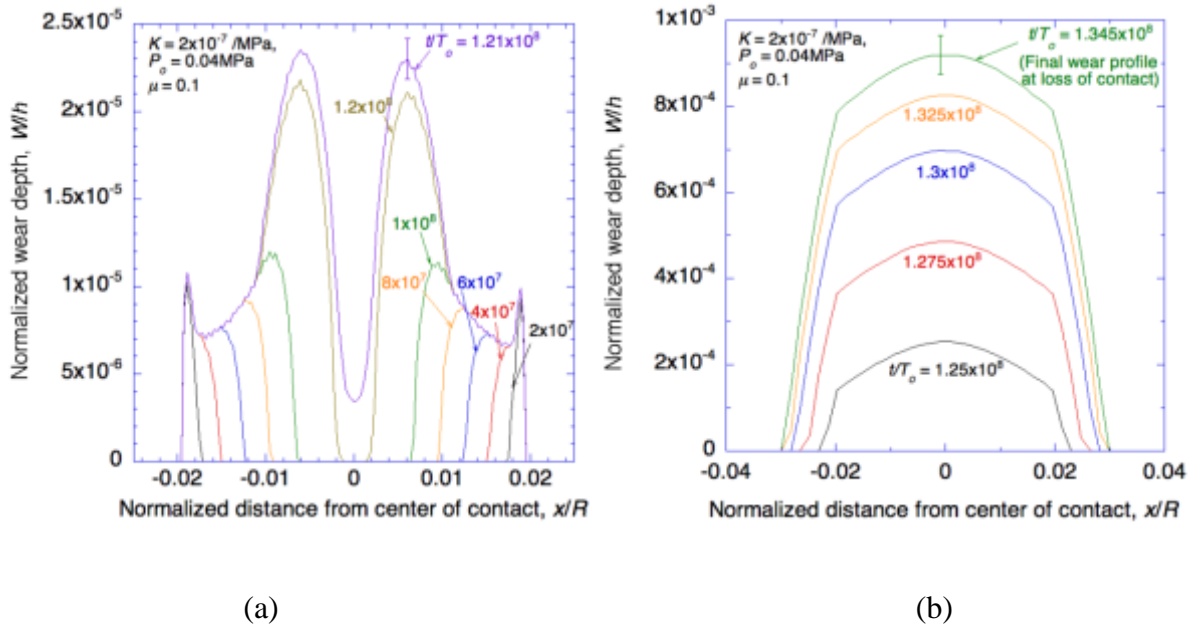 2.5x10-5
2x10-5
1.5x10-5
1x10-5
5x10-6
0
-0.02
-0.01
0
0.01
0.02
Normalized wear depth, W/h
Normalized distance from center of contact, x/R
K = 2x10-7 /MPa,
Po = 0.04MPa
μ = 0.1
t/To = 1.21x10⁸
1.2x10⁸
1x10⁸
8x10⁷
6x10⁷
4x10⁷
2x10⁷
(a)
1x10-3
8x10-4
6x10-4
4x10-4
2x10-4
0
-0.04
-0.02
0
0.02
0.04
Normalized wear depth, W/h
Normalized distance from center of contact, x/R
K = 2x10-7 /MPa,
Po = 0.04MPa
μ = 0.1
t/To = 1.345x10⁸
(Final wear profile
at loss of contact)
1.325x10⁸
1.3x10⁸
1.275x10⁸
t/To = 1.25x10⁸
(b)